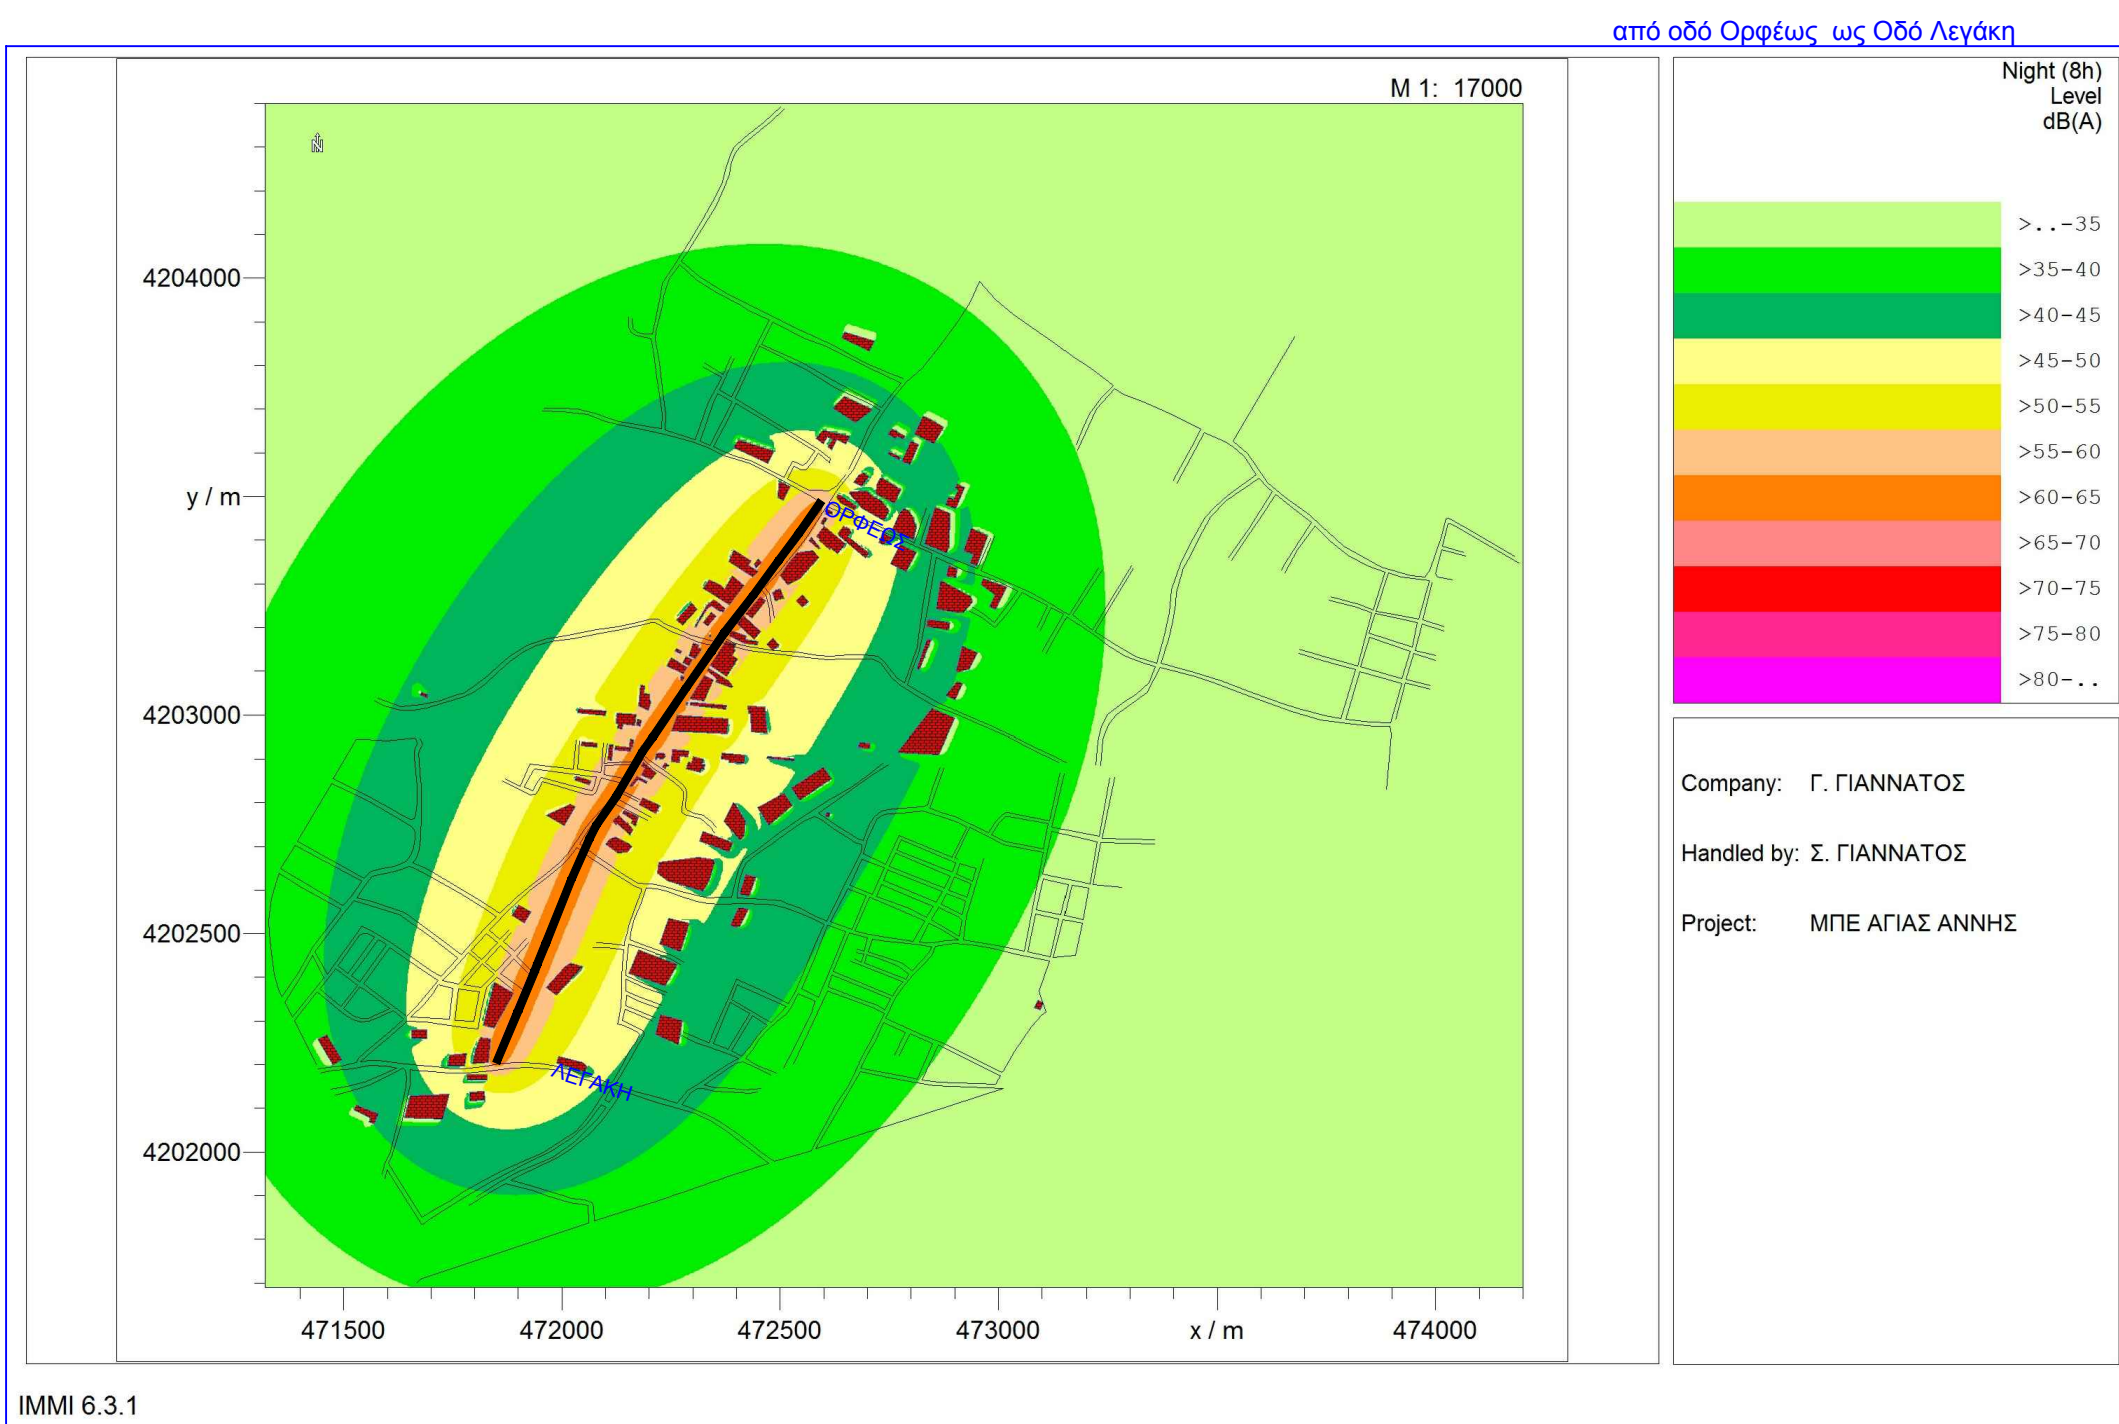 από οδό Ορφέως ως Οδό Λεγάκη
M 1: 17000
N
4204000
y / m
4203000
4202500
4202000
471500 472000 472500 473000 x / m 474000
ΟΡΦΕΩΣ
ΛΕΓΑΚΗ
Night (8h)
Level
dB(A)
>..-35
>35-40
>40-45
>45-50
>50-55
>55-60
>60-65
>65-70
>70-75
>75-80
>80-..
Company: Γ. ΓΙΑΝΝΑΤΟΣ
Handled by: Σ. ΓΙΑΝΝΑΤΟΣ
Project: ΜΠΕ ΑΓΙΑΣ ΑΝΝΗΣ
IMMI 6.3.1